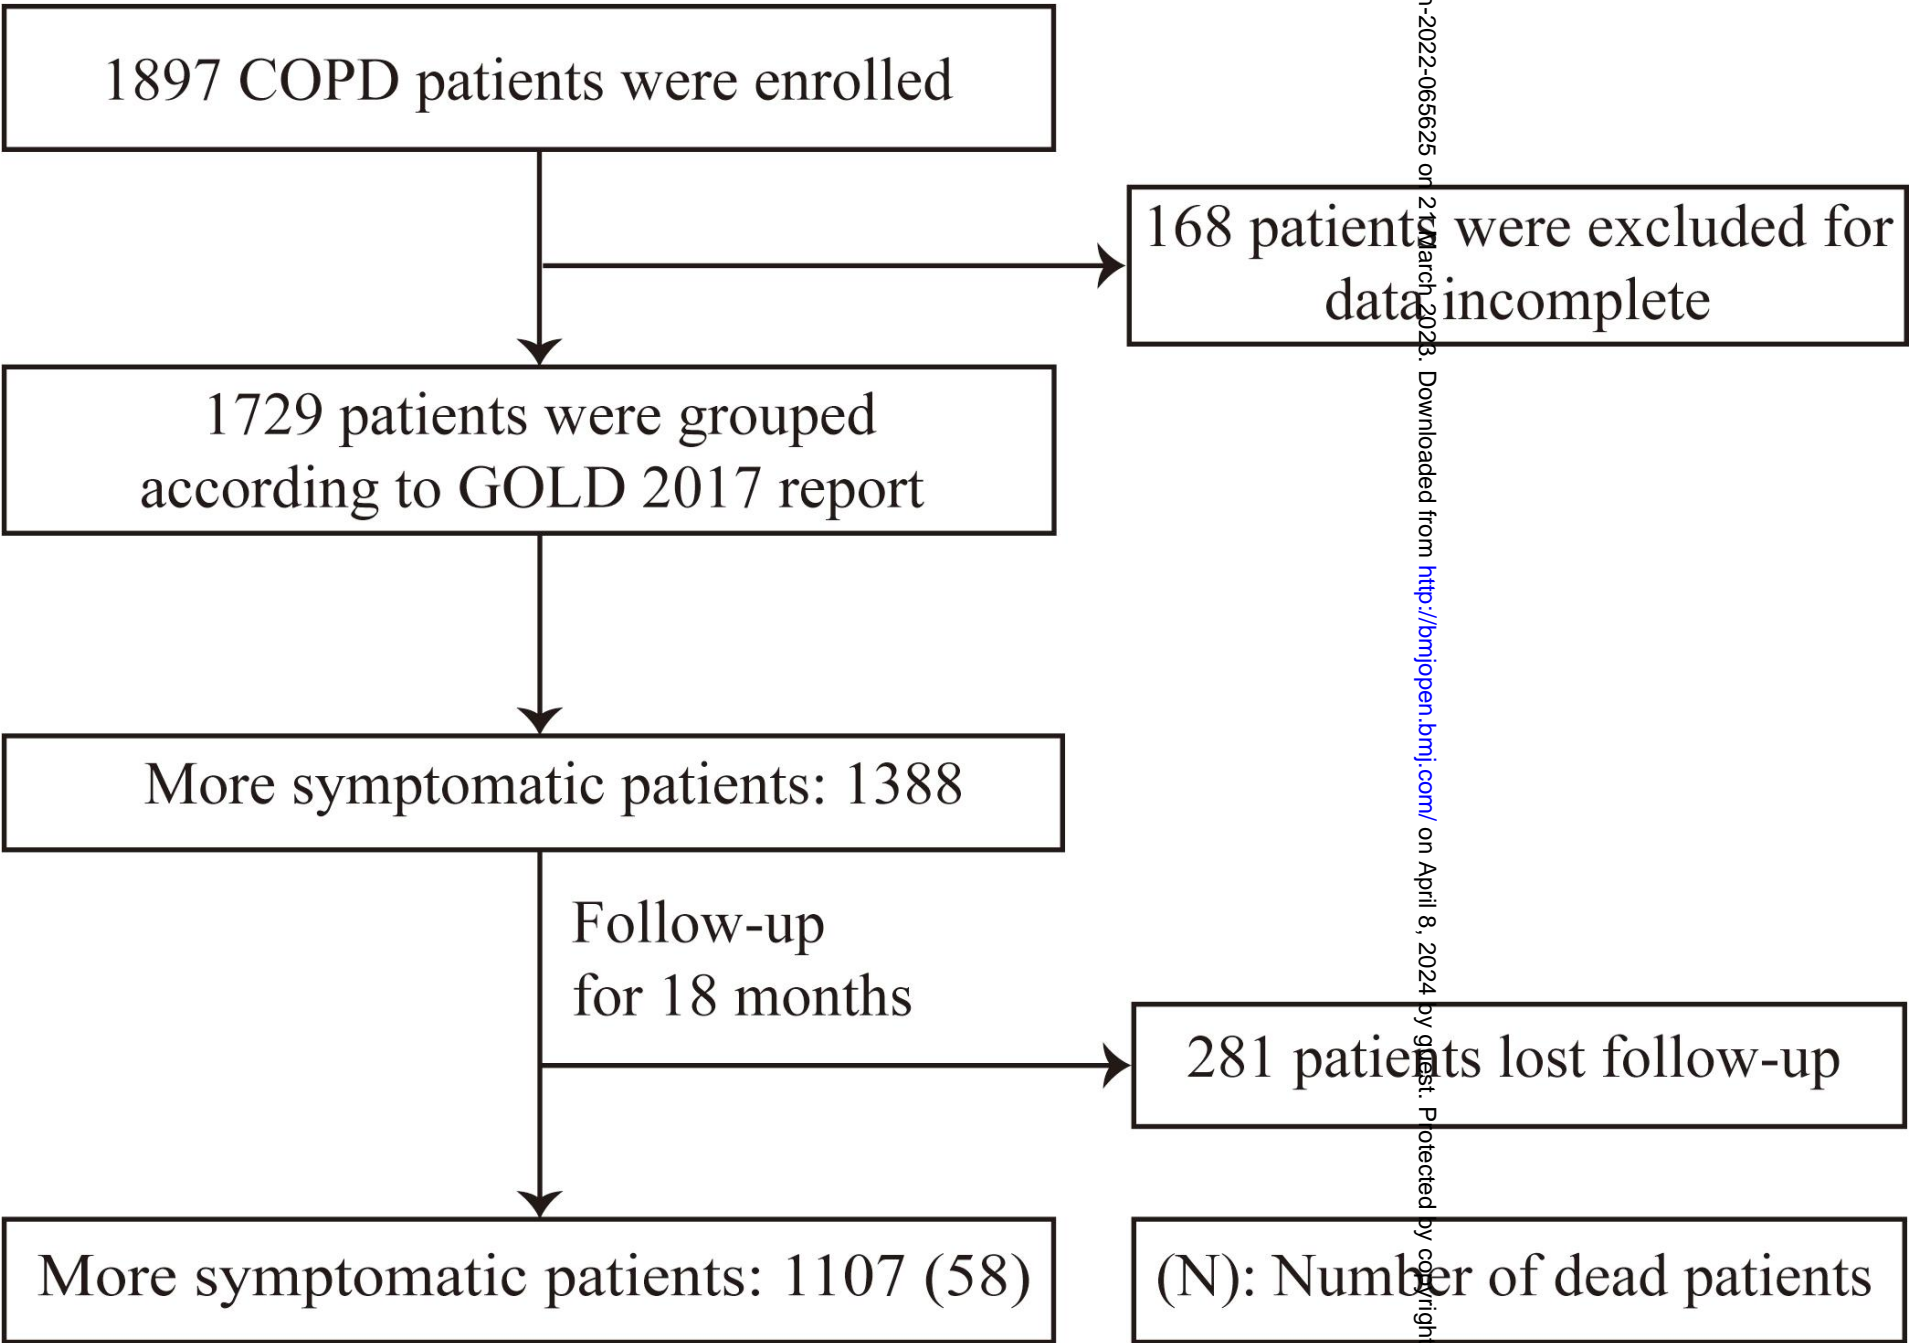 1897 COPD patients were enrolled
168 patients were excluded for
data incomplete
1729 patients were grouped
according to GOLD 2017 report
More symptomatic patients: 1388
Follow-up
for 18 months
281 patients lost follow-up
More symptomatic patients: 1107 (58)
(N): Number of dead patients
-2022-065625 on 21 March 2023. Downloaded from http://bmjopen.bmj.com/ on April 8, 2024 by guest. Protected by copyright